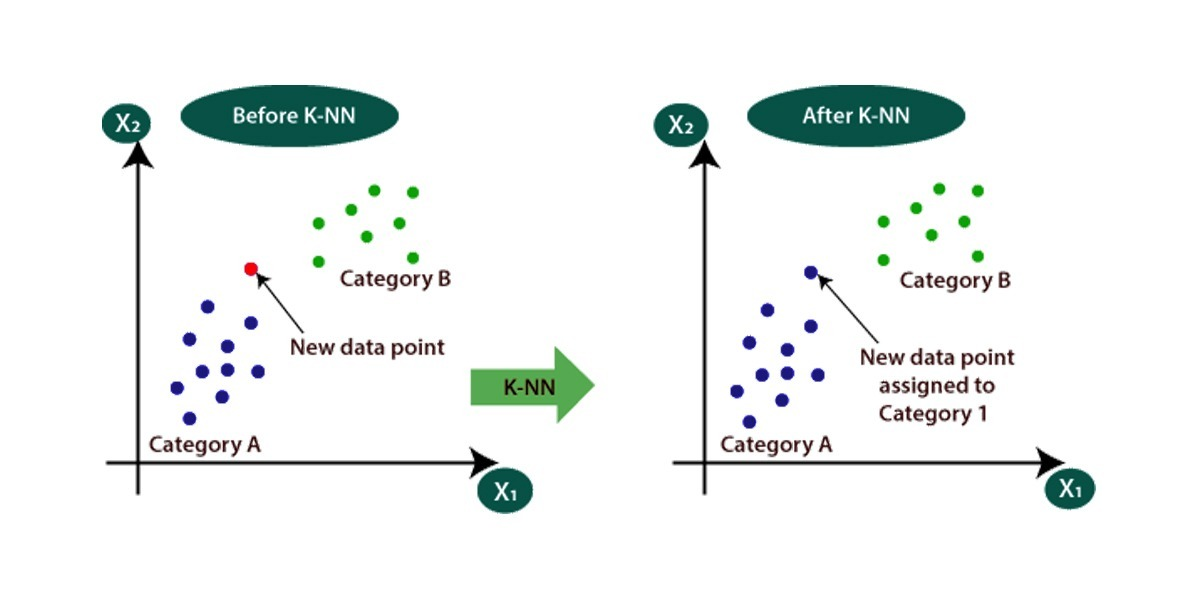 Before K-NN
X₂
Category B
New data point
Category A
X₁
K-NN
After K-NN
X₂
Category B
New data point
assigned to
Category 1
Category A
X₁